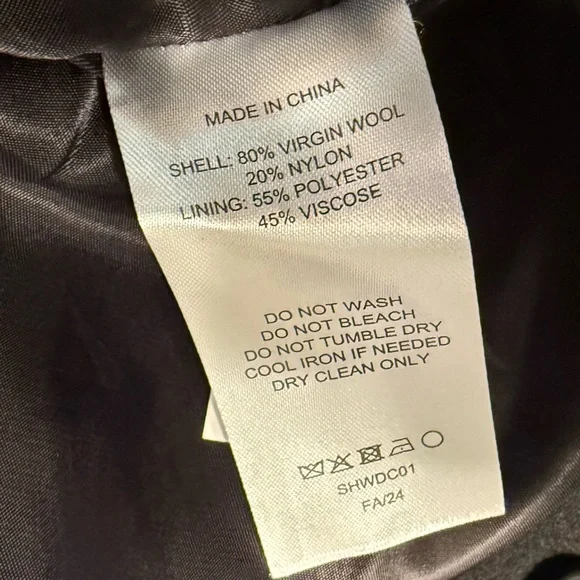 MADE IN CHINA
SHELL: 80% VIRGIN WOOL
20% NYLON
LINING: 55% POLYESTER
45% VISCOSE
DO NOT WASH
DO NOT BLEACH
DO NOT TUMBLE DRY
COOL IRON IF NEEDED
DRY CLEAN ONLY
SHWDC01
FA/24